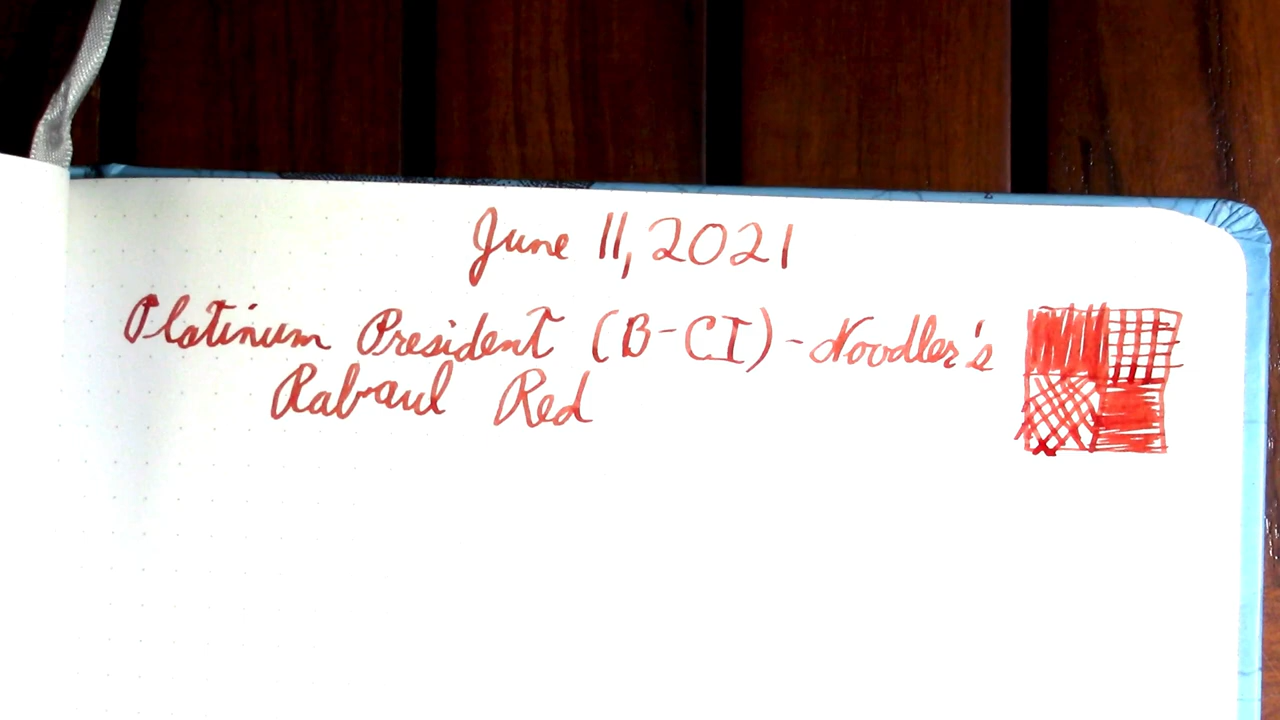 June 11, 2021
Platinum President (B-CI) - Noodler's
Rabaul Red